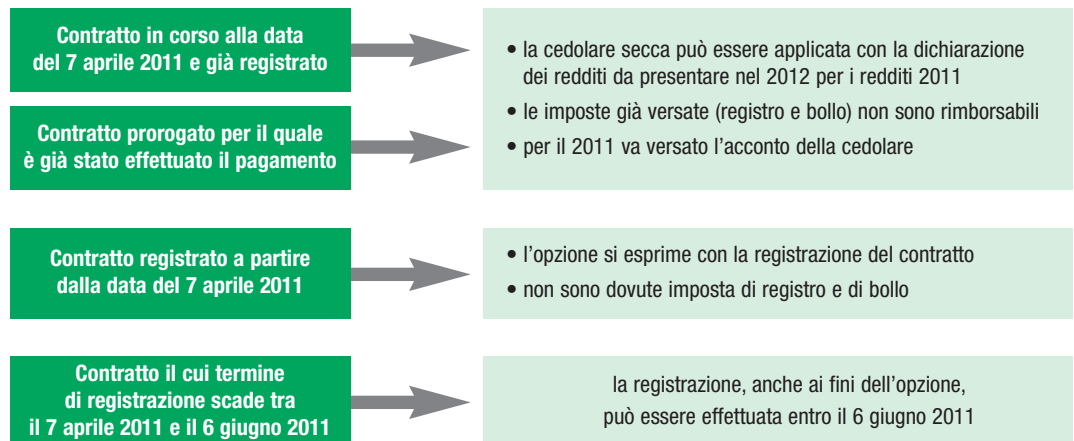 Contratto in corso alla data
del 7 aprile 2011 e già registrato
• la cedolare secca può essere applicata con la dichiarazione
dei redditi da presentare nel 2012 per i redditi 2011
• le imposte già versate (registro e bollo) non sono rimborsabili
• per il 2011 va versato l’acconto della cedolare
Contratto prorogato per il quale
è già stato effettuato il pagamento
Contratto registrato a partire
dalla data del 7 aprile 2011
• l’opzione si esprime con la registrazione del contratto
• non sono dovute imposta di registro e di bollo
Contratto il cui termine
di registrazione scade tra
il 7 aprile 2011 e il 6 giugno 2011
la registrazione, anche ai fini dell’opzione,
può essere effettuata entro il 6 giugno 2011